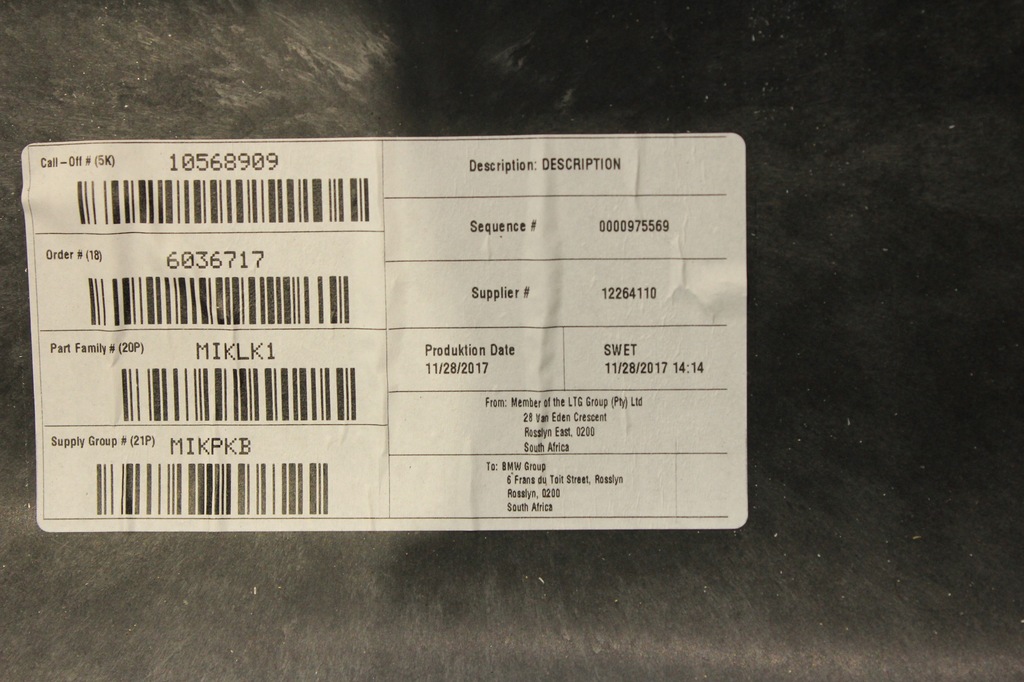 Call-Off # (5K) 10568909
Order # (18) 6036717
Part Family # (20P) MIKLK1
Supply Group # (21P) MIKPKB
Description: DESCRIPTION
Sequence # 0000975569
Supplier # 12264110
Produktion Date
11/28/2017
SWET
11/28/2017 14:14
From: Member of the LTG Group (Pty) Ltd
28 Van Eden Crescent
Rosslyn East, 0200
South Africa
To: BMW Group
6 Frans du Toit Street, Rosslyn
Rosslyn, 0200
South Africa